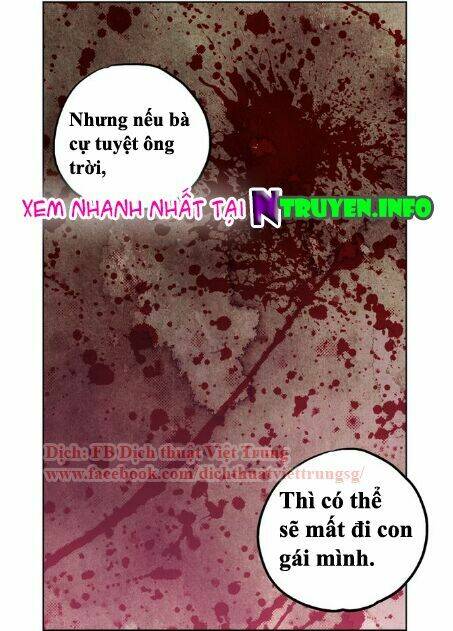 Nhưng nếu bà
cự tuyệt ông
trời,
XEM NHANH NHẤT TẠI NTRUYEN.INFO
Dịch: FB Dịch thuật Việt Trung
www.facebook.com/dichthuatviettrungsg/
Thì có thể
sẽ mất đi con
gái mình.